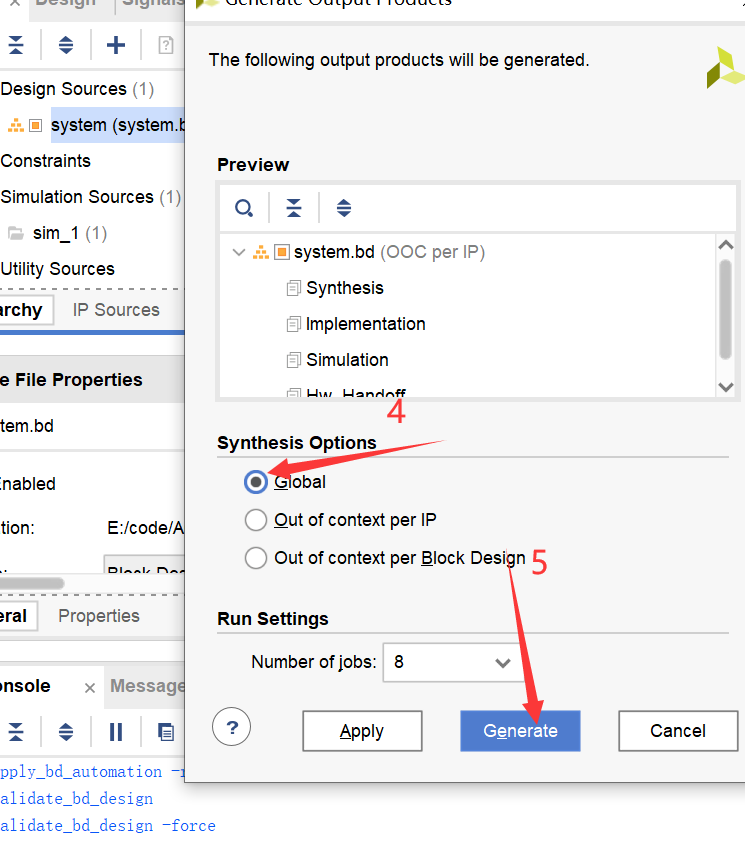 Design
Signals
Generate Output Products
The following output products will be generated.
Design Sources (1)
system (system.b
Constraints
Simulation Sources (1)
sim_1 (1)
Utility Sources
archy
IP Sources
Preview
system.bd (OOC per IP)
Synthesis
Implementation
Simulation
Hw_Handoff
e File Properties
tem.bd
Enabled
tion:
E:/code/A
Block Des
eral
Properties
4
Synthesis Options
Global
Out of context per IP
Out of context per Block Design
5
Run Settings
Number of jobs: 8
?
Apply
Generate
Cancel
onsole
Message
pply_bd_automation -r
alidate_bd_design
alidate_bd_design -force